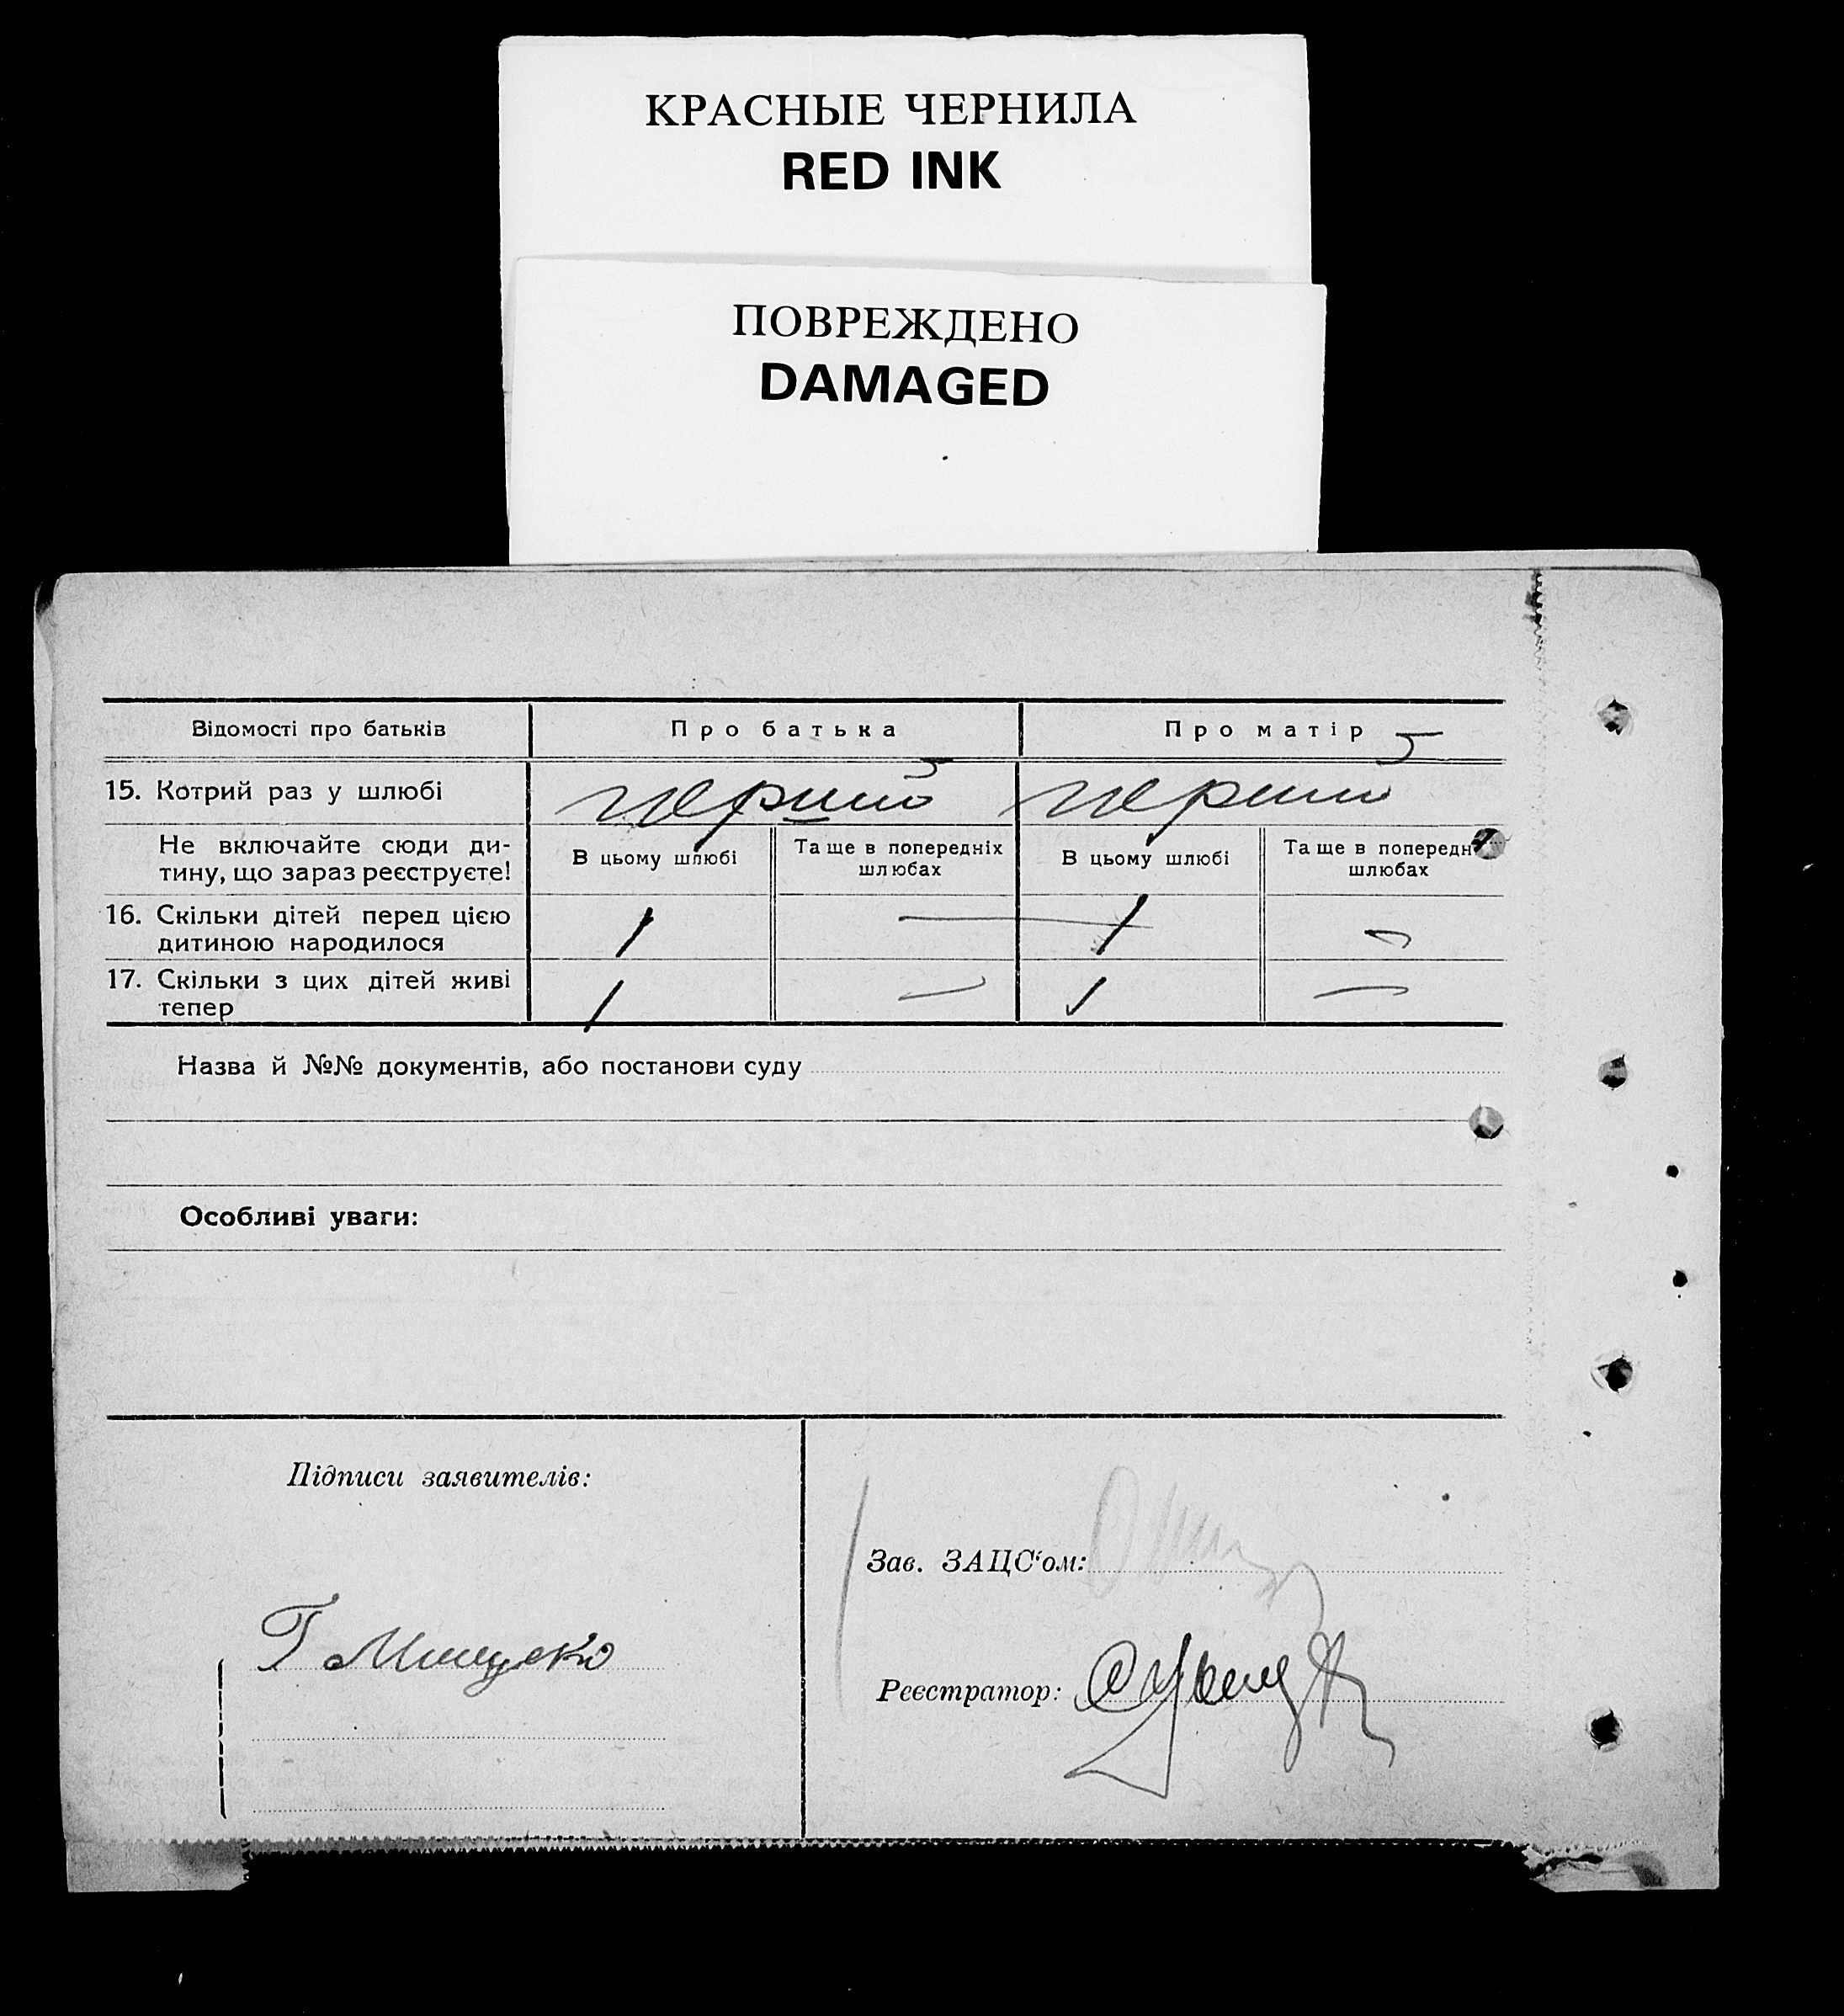 КРАСНЫЕ ЧЕРНИЛА
RED INK
ПОВРЕЖДЕНО
DAMAGED
Відомості про батьків Про батька Про матір
15. Котрий раз у шлюбі перший перший
Не включайте сюди ди-
тину, що зараз реєструєте!
В цьому шлюбі
Та ще в попередніх
шлюбах
В цьому шлюбі
Та ще в попередн
шлюбах
16. Скільки дітей перед цією
дитиною народилося
1 — 1 —
17. Скільки з цих дітей живі
тепер
1 — 1 —
Назва й №№ документів, або постанови суду
Особливі уваги:
Підписи заявителів:
Г
Зав. ЗАЦС'ом:
Реєстратор: